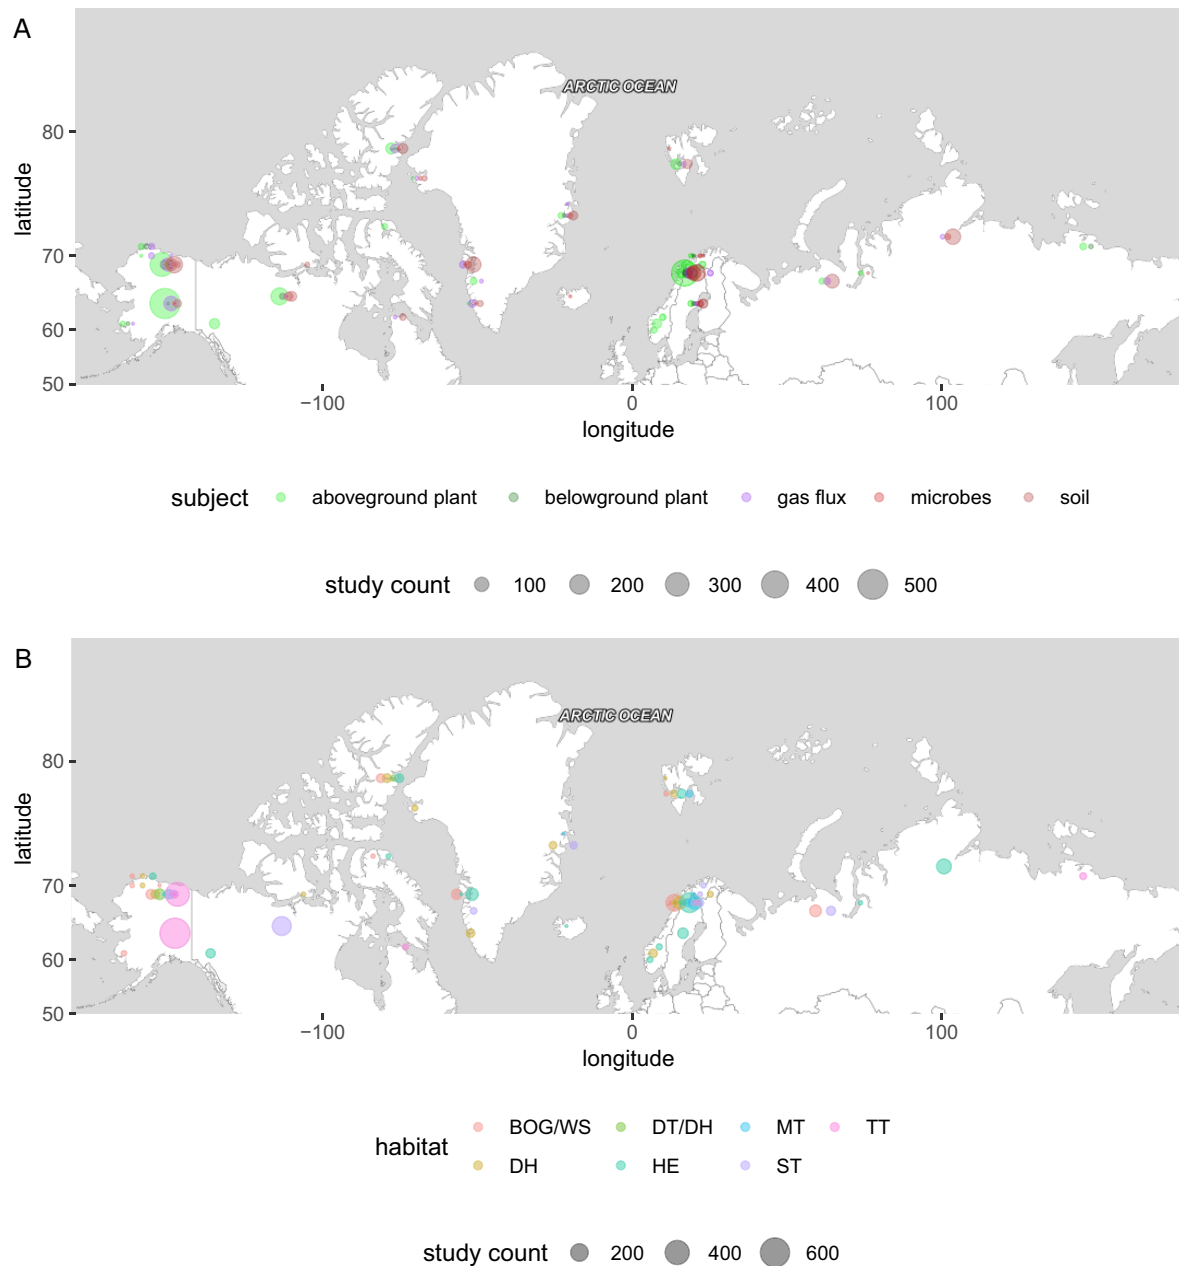 A
ARCTIC OCEAN
80
70
60
50
latitude
−100 0 100
longitude
subject aboveground plant belowground plant gas flux microbes soil
study count 100 200 300 400 500
B
ARCTIC OCEAN
80
70
60
50
latitude
−100 0 100
longitude
habitat
BOG/WS DT/DH MT TT
DH HE ST
study count 200 400 600